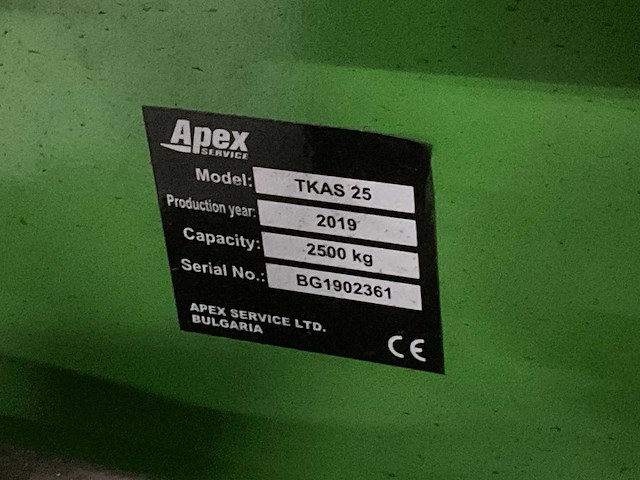 Apex
SERVICE
Model: TKAS 25
Production year: 2019
Capacity: 2500 kg
Serial No.: BG1902361
APEX SERVICE LTD.
BULGARIA
CE